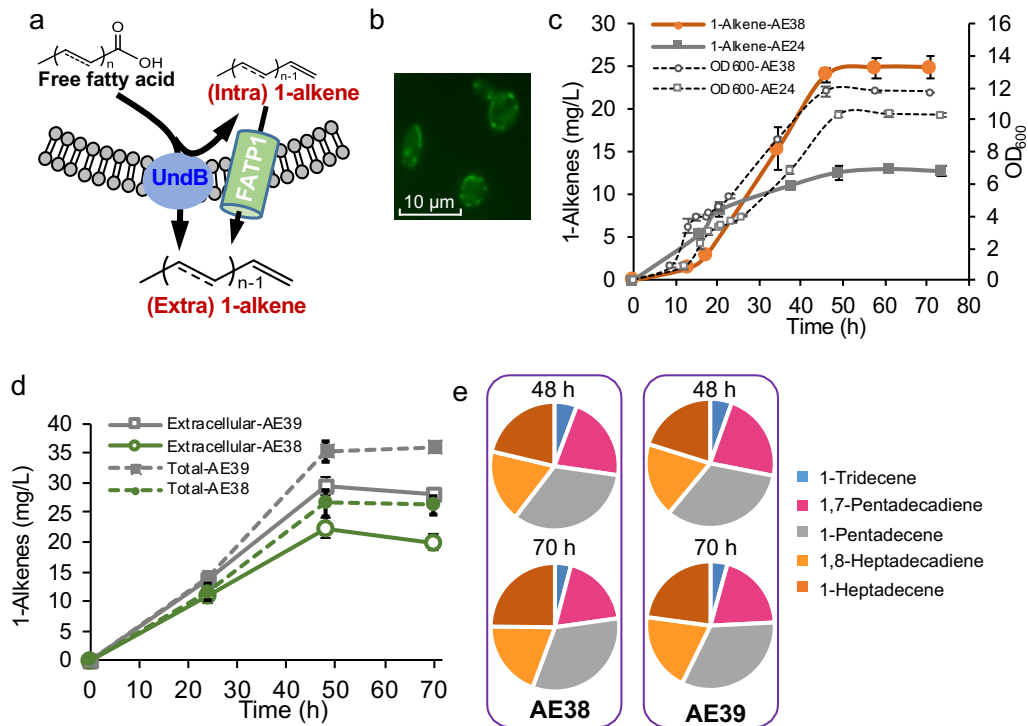 a
O
n
OH
Free fatty acid
n-1
(Intra) 1-alkene
UndB
FATP1
n-1
(Extra) 1-alkene
b
10 µm
c
1-Alkene-AE38
1-Alkene-AE24
OD600-AE38
OD600-AE24
30
25
20
15
10
5
0
1-Alkenes (mg/L)
16
14
12
10
8
6
4
2
0
OD600
0 10 20 30 40 50 60 70 80
Time (h)
d
Extracellular-AE39
Extracellular-AE38
Total-AE39
Total-AE38
40
35
30
25
20
15
10
5
0
1-Alkenes (mg/L)
0 10 20 30 40 50 60 70
Time (h)
e
48 h
48 h
70 h
70 h
AE38
AE39
1-Tridecene
1,7-Pentadecadiene
1-Pentadecene
1,8-Heptadecadiene
1-Heptadecene